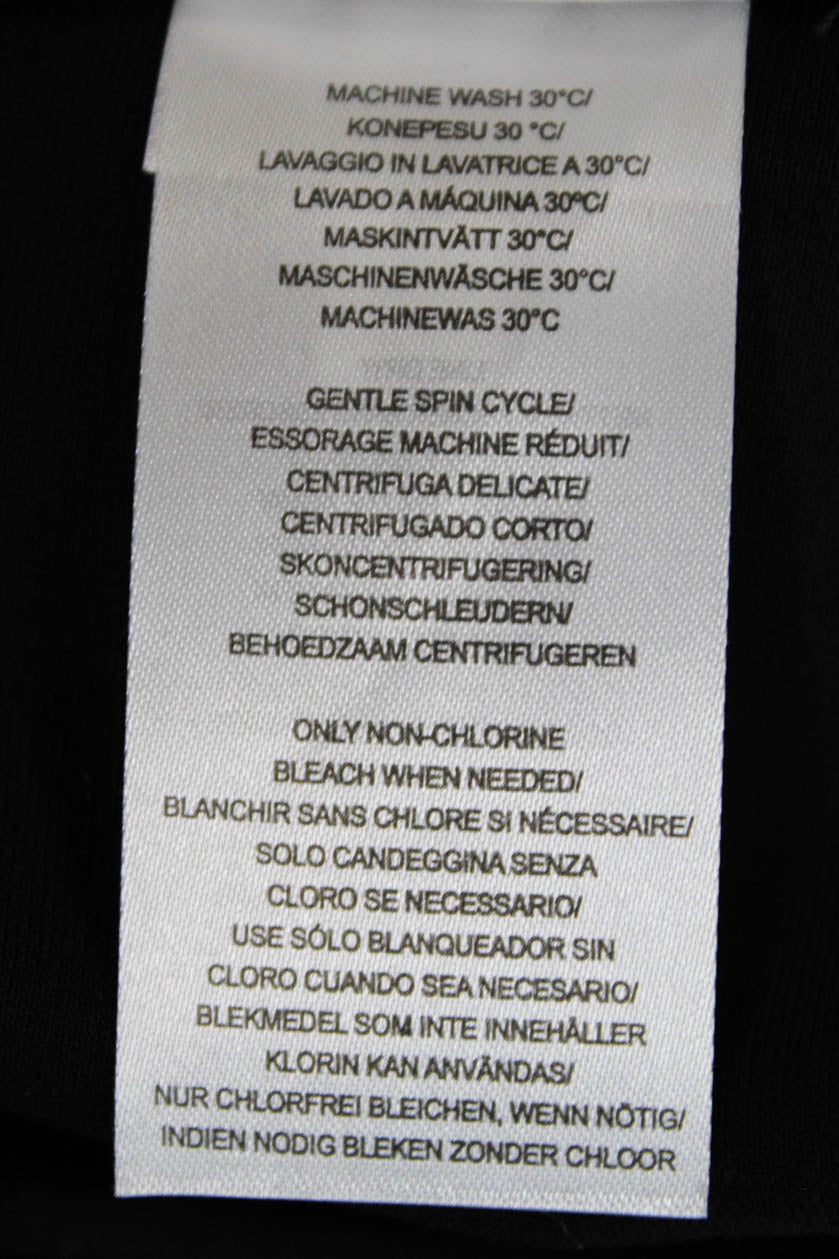 MACHINE WASH 30°C/
KONEPESU 30 °C/
LAVAGGIO IN LAVATRICE A 30°C/
LAVADO A MÁQUINA 30ºC/
MASKINTVÄTT 30°C/
MASCHINENWÄSCHE 30°C/
MACHINEWAS 30°C
GENTLE SPIN CYCLE/
ESSORAGE MACHINE RÉDUIT/
CENTRIFUGA DELICATE/
CENTRIFUGADO CORTO/
SKONCENTRIFUGERING/
SCHONSCHLEUDERN/
BEHOEDZAAM CENTRIFUGEREN
ONLY NON-CHLORINE
BLEACH WHEN NEEDED/
BLANCHIR SANS CHLORE SI NÉCESSAIRE/
SOLO CANDEGGINA SENZA
CLORO SE NECESSARIO/
USE SÓLO BLANQUEADOR SIN
CLORO CUANDO SEA NECESARIO/
BLEKMEDEL SOM INTE INNEHÅLLER
KLORIN KAN ANVÄNDAS/
NUR CHLORFREI BLEICHEN, WENN NÖTIG/
INDIEN NODIG BLEKEN ZONDER CHLOOR